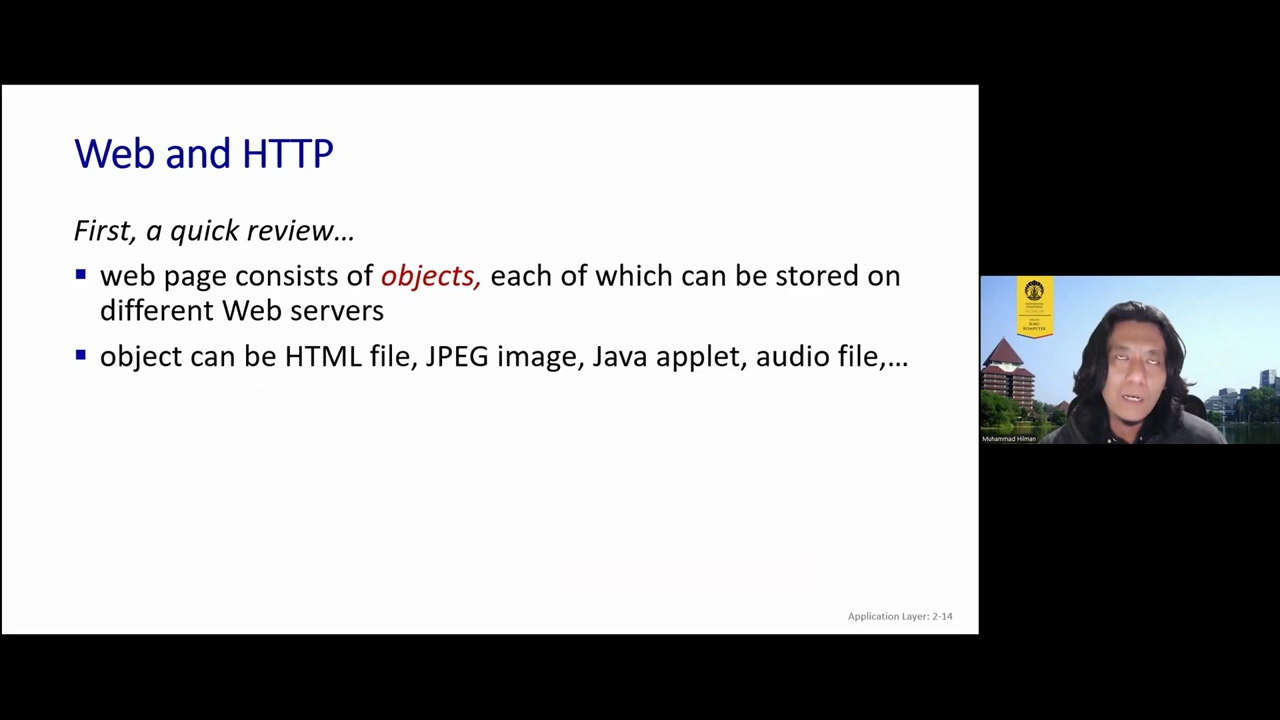 Web and HTTP
First, a quick review…
▪ web page consists of objects, each of which can be stored on
different Web servers
▪ object can be HTML file, JPEG image, Java applet, audio file,…
Application Layer: 2-14
ILMU
KOMPUTER
Muhammad Hilman